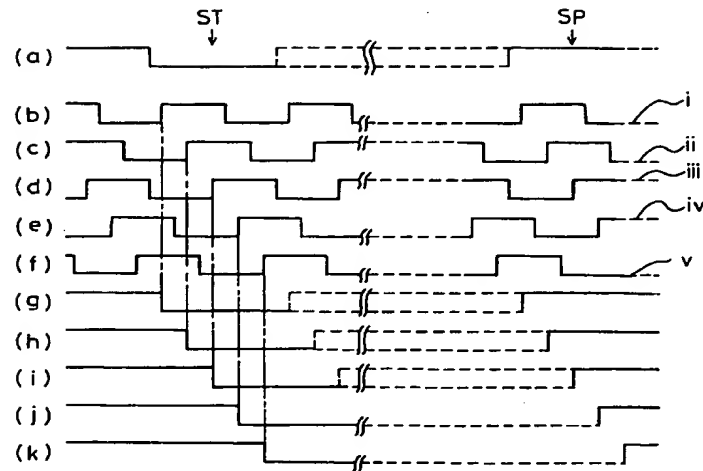 ST SP
(a)
(b) i
(c) ii
(d) iii
(e) iv
(f) v
(g)
(h)
(i)
(j)
(k)